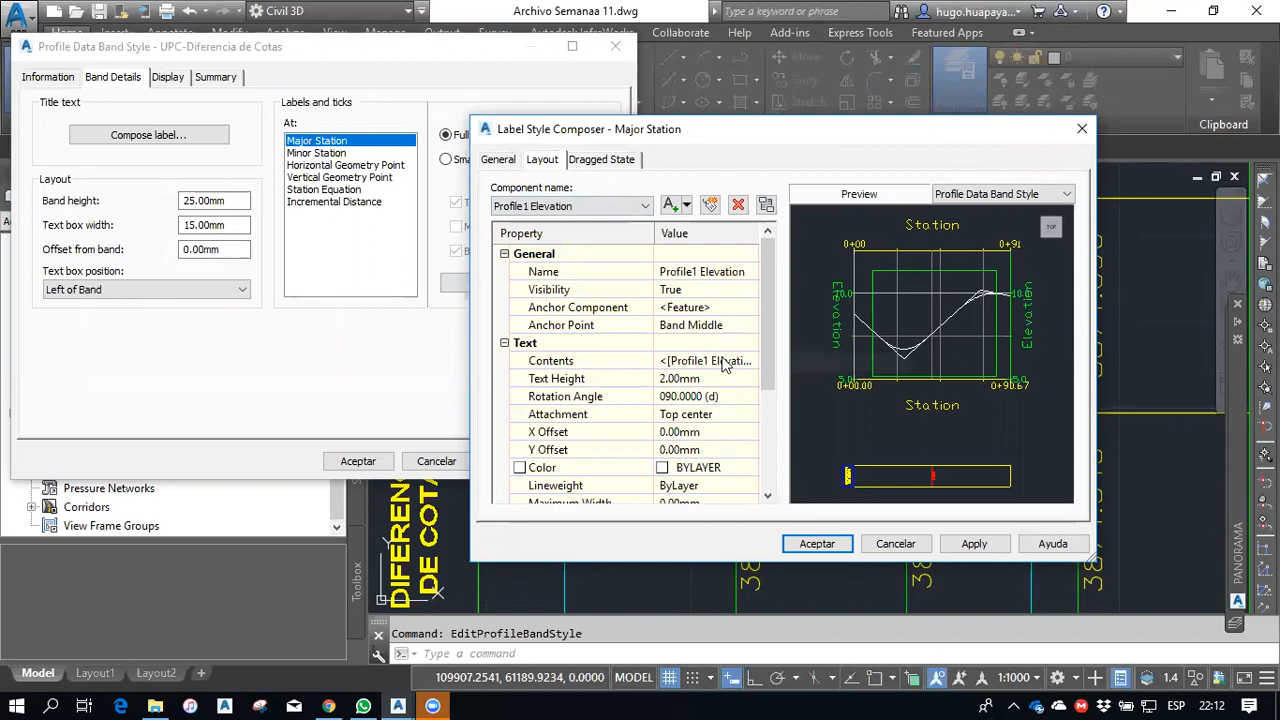 Civil 3D
Archivo Semanaa 11.dwg
Type a keyword or phrase
hugo.huapaya...
Collaborate
Help
Add-ins
Express Tools
Featured Apps
Profile Data Band Style - UPC-Diferencia de Cotas
Information
Band Details
Display
Summary
Title text
Compose label...
Layout
Band height:
25.00mm
Text box width:
15.00mm
Offset from band:
0.00mm
Text box position:
Left of Band
Labels and ticks
At:
Major Station
Minor Station
Horizontal Geometry Point
Vertical Geometry Point
Station Equation
Incremental Distance
Aceptar
Cancelar
Label Style Composer - Major Station
General
Layout
Dragged State
Component name:
Profile1 Elevation
Property
Value
General
Name
Profile1 Elevation
Visibility
True
Anchor Component
<Feature>
Anchor Point
Band Middle
Text
Contents
<[Profile1 Elevati...
Text Height
2.00mm
Rotation Angle
090.0000 (d)
Attachment
Top center
X Offset
0.00mm
Y Offset
0.00mm
Color
BYLAYER
Lineweight
ByLayer
Maximum Width
0.00mm
Preview
Profile Data Band Style
TOP
Station
0+00
0+91
Elevation
Elevation
0+00.00
0+90.67
Station
Aceptar
Cancelar
Apply
Ayuda
Stretch
Properties
Clipboard
Pressure Networks
Corridors
View Frame Groups
Toolbox
DIFERENC
DE COTA
PANORAMA
Command: EditProfileBandStyle
Type a command
Model
Layout1
Layout2
109907.2541, 61189.9234, 0.0000
MODEL
1:1000
1.4
ESP
22:12